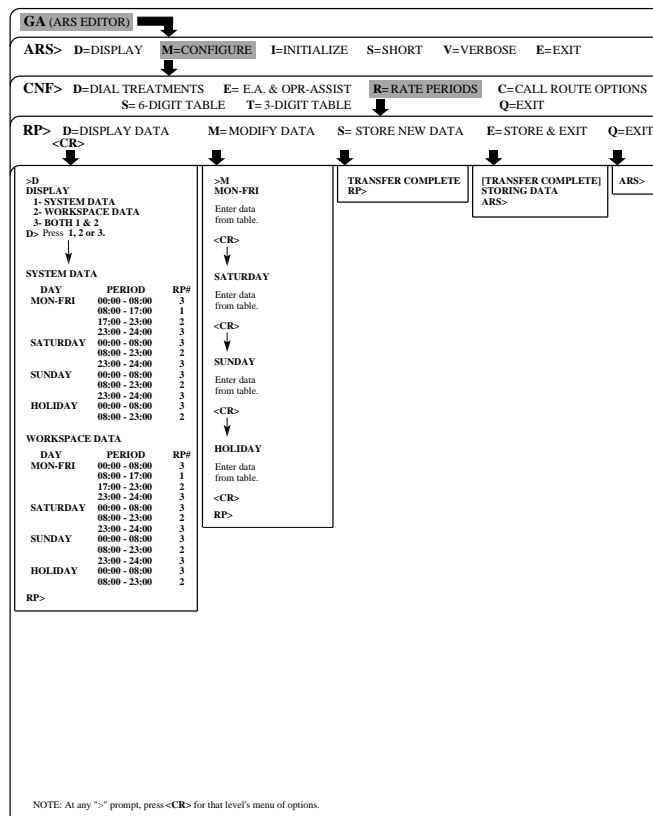 GA (ARS EDITOR)
ARS> D=DISPLAY M=CONFIGURE I=INITIALIZE S=SHORT V=VERBOSE E=EXIT
CNF> D=DIAL TREATMENTS E= E.A. & OPR-ASSIST R=RATE PERIODS C=CALL ROUTE OPTIONS
S= 6-DIGIT TABLE T= 3-DIGIT TABLE Q=EXIT
RP> D=DISPLAY DATA M=MODIFY DATA S= STORE NEW DATA E=STORE & EXIT Q=EXIT
<CR>
>D
DISPLAY
1- SYSTEM DATA
2- WORKSPACE DATA
3- BOTH 1 & 2
D> Press 1, 2 or 3.
SYSTEM DATA
DAY PERIOD RP#
MON-FRI 00:00 - 08:00 3
08:00 - 17:00 1
17:00 - 23:00 2
23:00 - 24:00 3
SATURDAY 00:00 - 08:00 3
08:00 - 23:00 2
23:00 - 24:00 3
SUNDAY 00:00 - 08:00 3
08:00 - 23:00 2
23:00 - 24:00 3
HOLIDAY 00:00 - 08:00 3
08:00 - 23:00 2
WORKSPACE DATA
DAY PERIOD RP#
MON-FRI 00:00 - 08:00 3
08:00 - 17:00 1
17:00 - 23:00 2
23:00 - 24:00 3
SATURDAY 00:00 - 08:00 3
08:00 - 23:00 2
23:00 - 24:00 3
SUNDAY 00:00 - 08:00 3
08:00 - 23:00 2
23:00 - 24:00 3
HOLIDAY 00:00 - 08:00 3
08:00 - 23:00 2
RP>
>M
MON-FRI
Enter data
from table.
<CR>
SATURDAY
Enter data
from table.
<CR>
SUNDAY
Enter data
from table.
<CR>
HOLIDAY
Enter data
from table.
<CR>
RP>
TRANSFER COMPLETE
RP>
[TRANSFER COMPLETE]
STORING DATA
ARS>
ARS>
NOTE: At any ">" prompt, press <CR> for that level's menu of options.